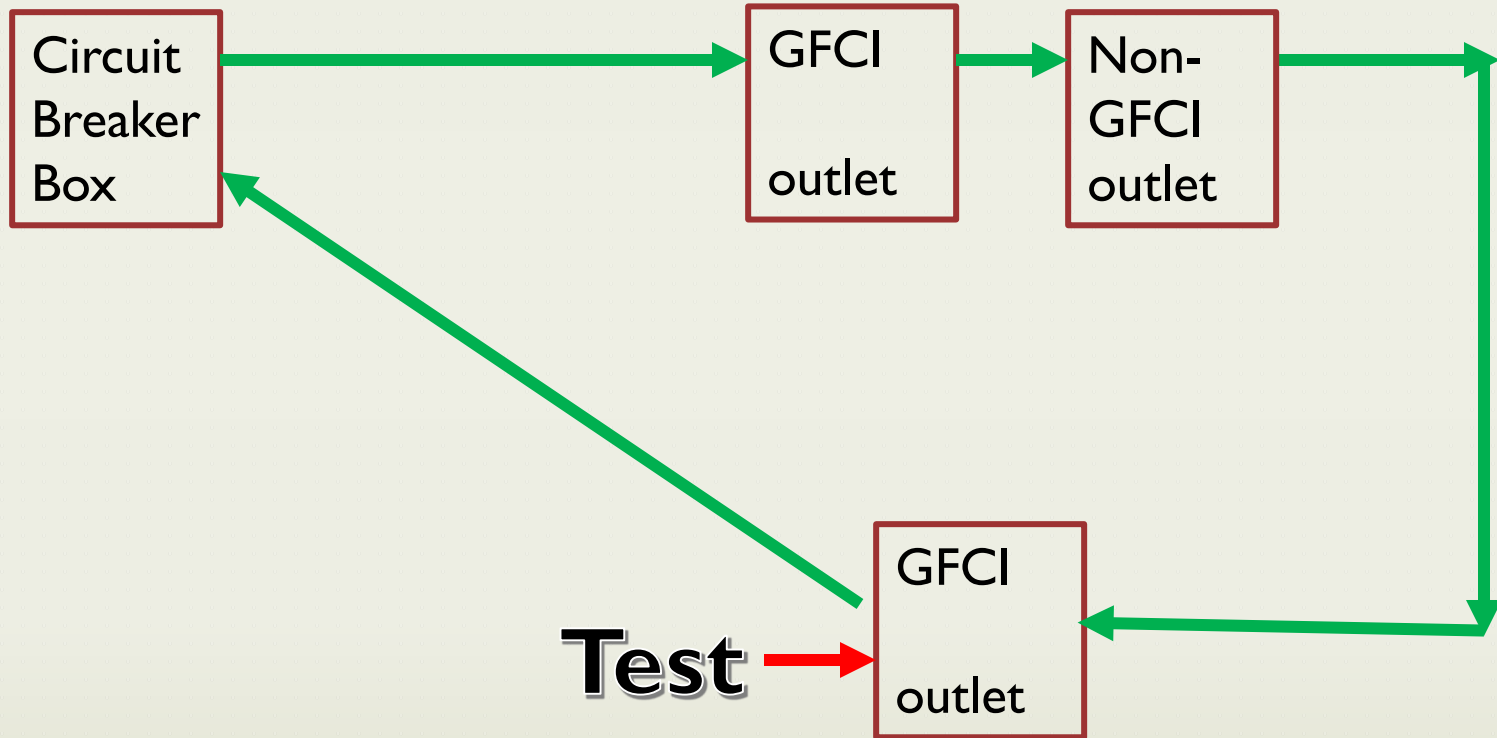 Circuit
Breaker
Box
GFCI
outlet
Non-
GFCI
outlet
GFCI
outlet
Test